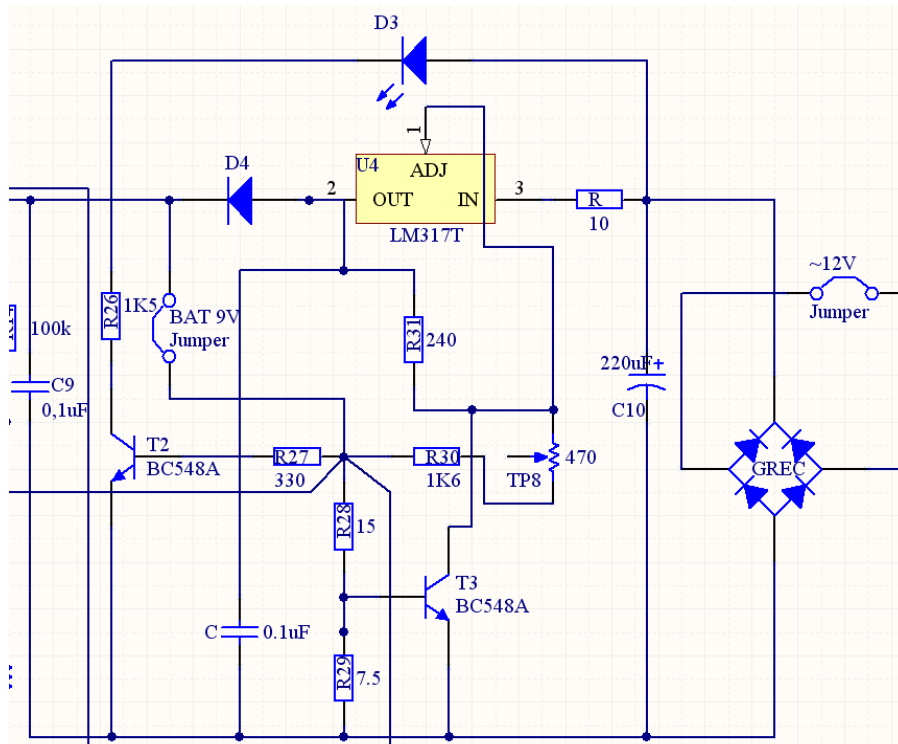 D3
1
D4
U4
ADJ
2
OUT
IN
3
R
LM317T
10
~12V
R26
1K5
BAT 9V
Jumper
Jumper
100k
R31
240
220uF+
C9
0,1uF
C10
T2
BC548A
R27
330
R30
1K6
TP8
470
GREC
R28
15
T3
BC548A
C
0.1uF
R29
7.5